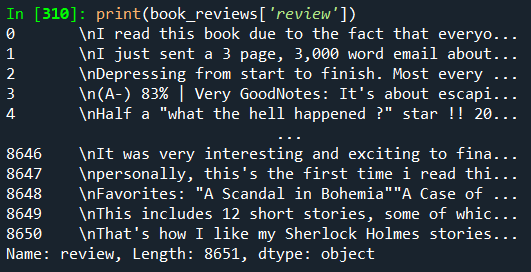 In [310]: print(book_reviews['review'])
0       \nI read this book due to the fact that everyo...
1       \nI just sent a 3 page, 3,000 word email about...
2       \nDepressing from start to finish. Most every ...
3       \n(A-) 83% | Very GoodNotes: It's about escapi...
4       \nHalf a "what the hell happened ?" star !! 20...
                              ...
8646    \nIt was very interesting and exciting to fina...
8647    \npersonally, this's the first time i read thi...
8648    \nFavorites: "A Scandal in Bohemia""A Case of ...
8649    \nThis includes 12 short stories, some of whic...
8650    \nThat's how I like my Sherlock Holmes stories...
Name: review, Length: 8651, dtype: object